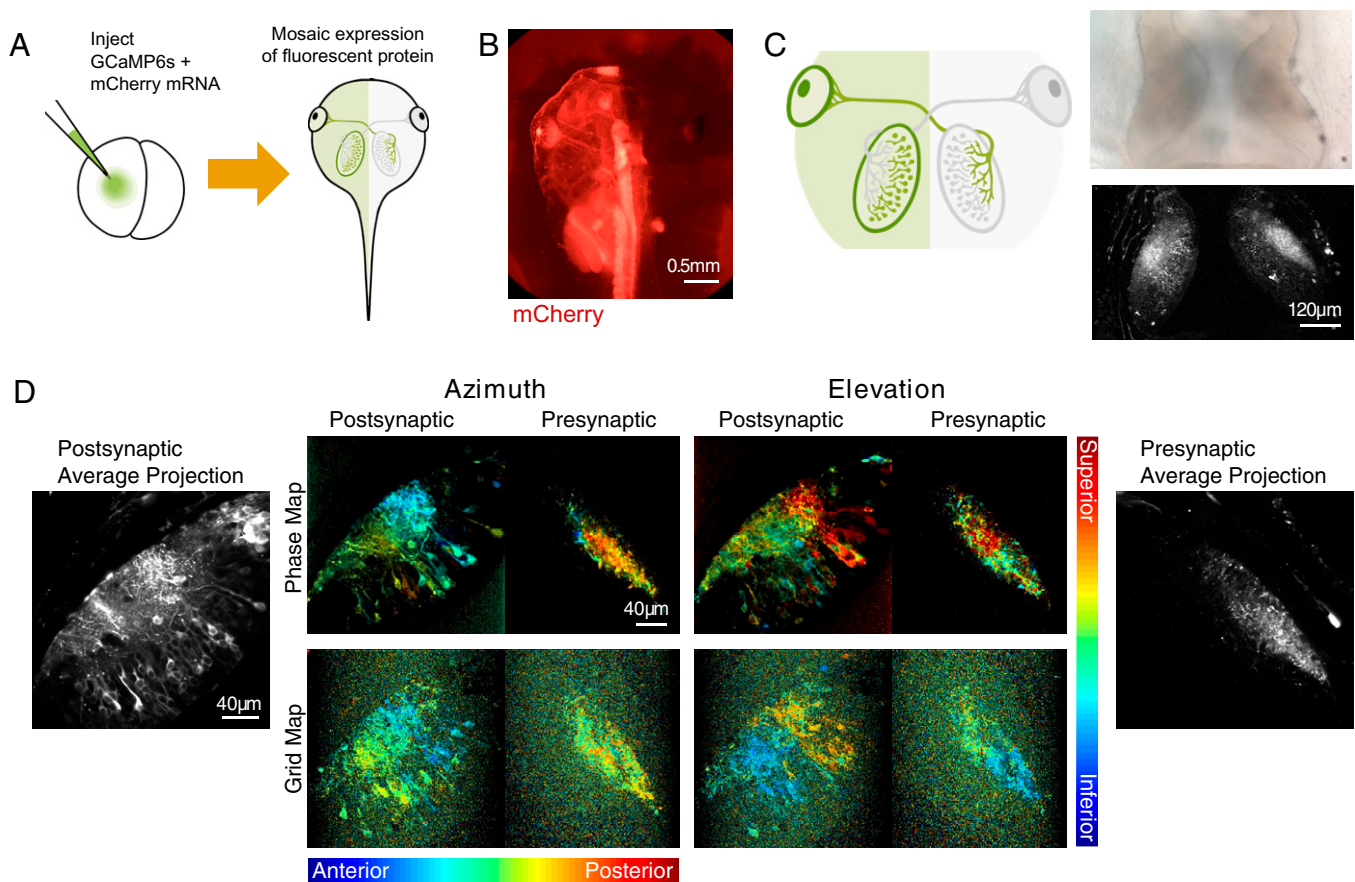 A
Inject
GCaMP6s +
mCherry mRNA
Mosaic expression
of fluorescent protein
B
0.5mm
mCherry
C
120µm
D
Azimuth
Elevation
Postsynaptic
Average Projection
40µm
Postsynaptic
Presynaptic
Postsynaptic
Presynaptic
Phase Map
40µm
Grid Map
Anterior
Posterior
Superior
Inferior
Presynaptic
Average Projection